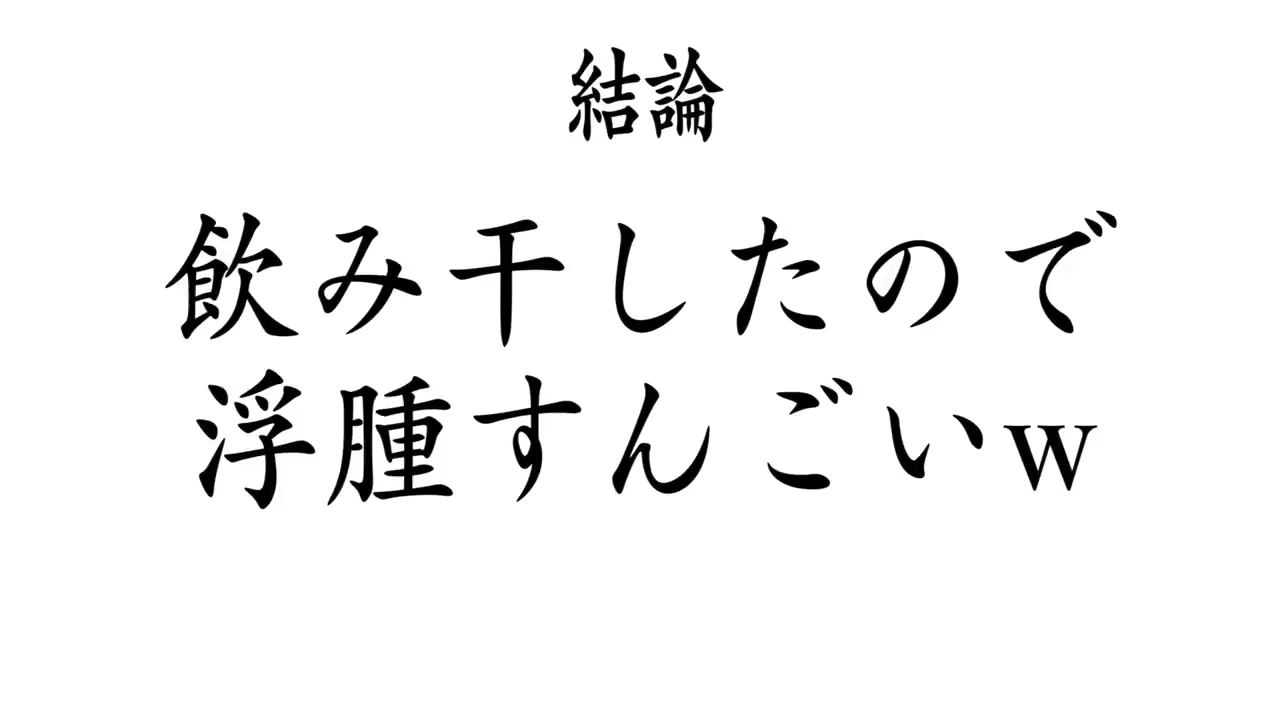 結論
飲み干したので
浮腫すんごいw